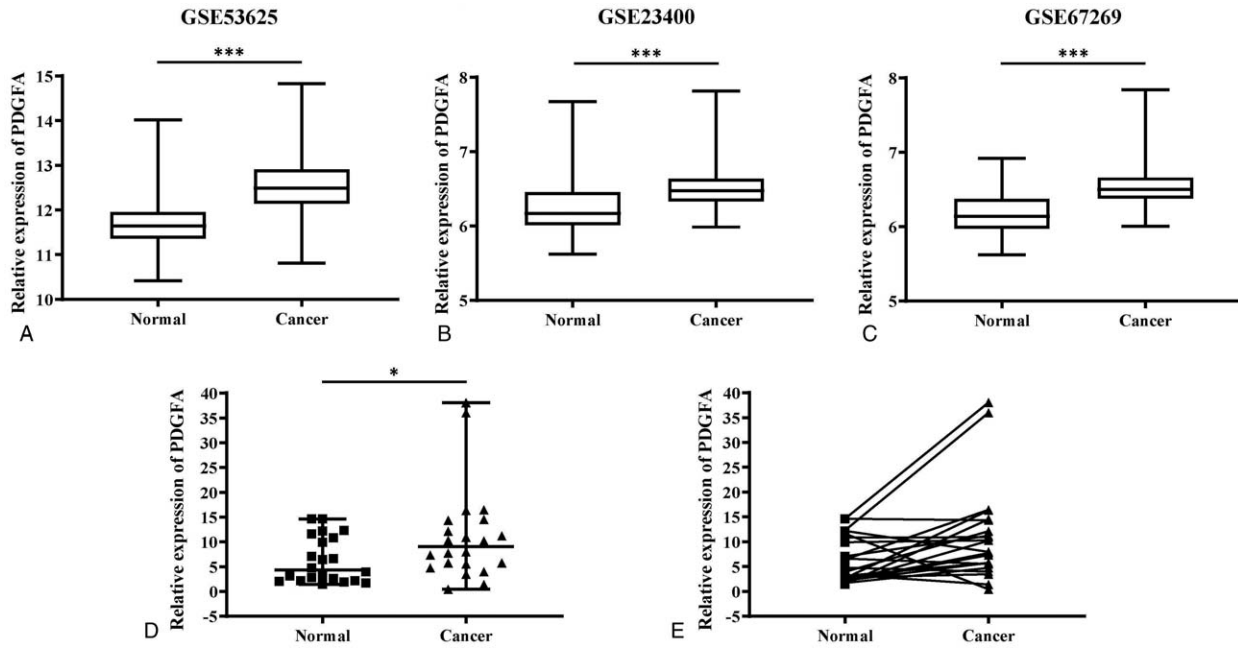 GSE53625
***
Relative expression of PDGFA
15
14
13
12
11
10
Normal Cancer
A
GSE23400
***
Relative expression of PDGFA
8
7
6
5
Normal Cancer
B
GSE67269
***
Relative expression of PDGFA
8
7
6
5
Normal Cancer
C
*
Relative expression of PDGFA
40
35
30
25
20
15
10
5
0
-5
Normal Cancer
D
Relative expression of PDGFA
40
35
30
25
20
15
10
5
0
-5
Normal Cancer
E